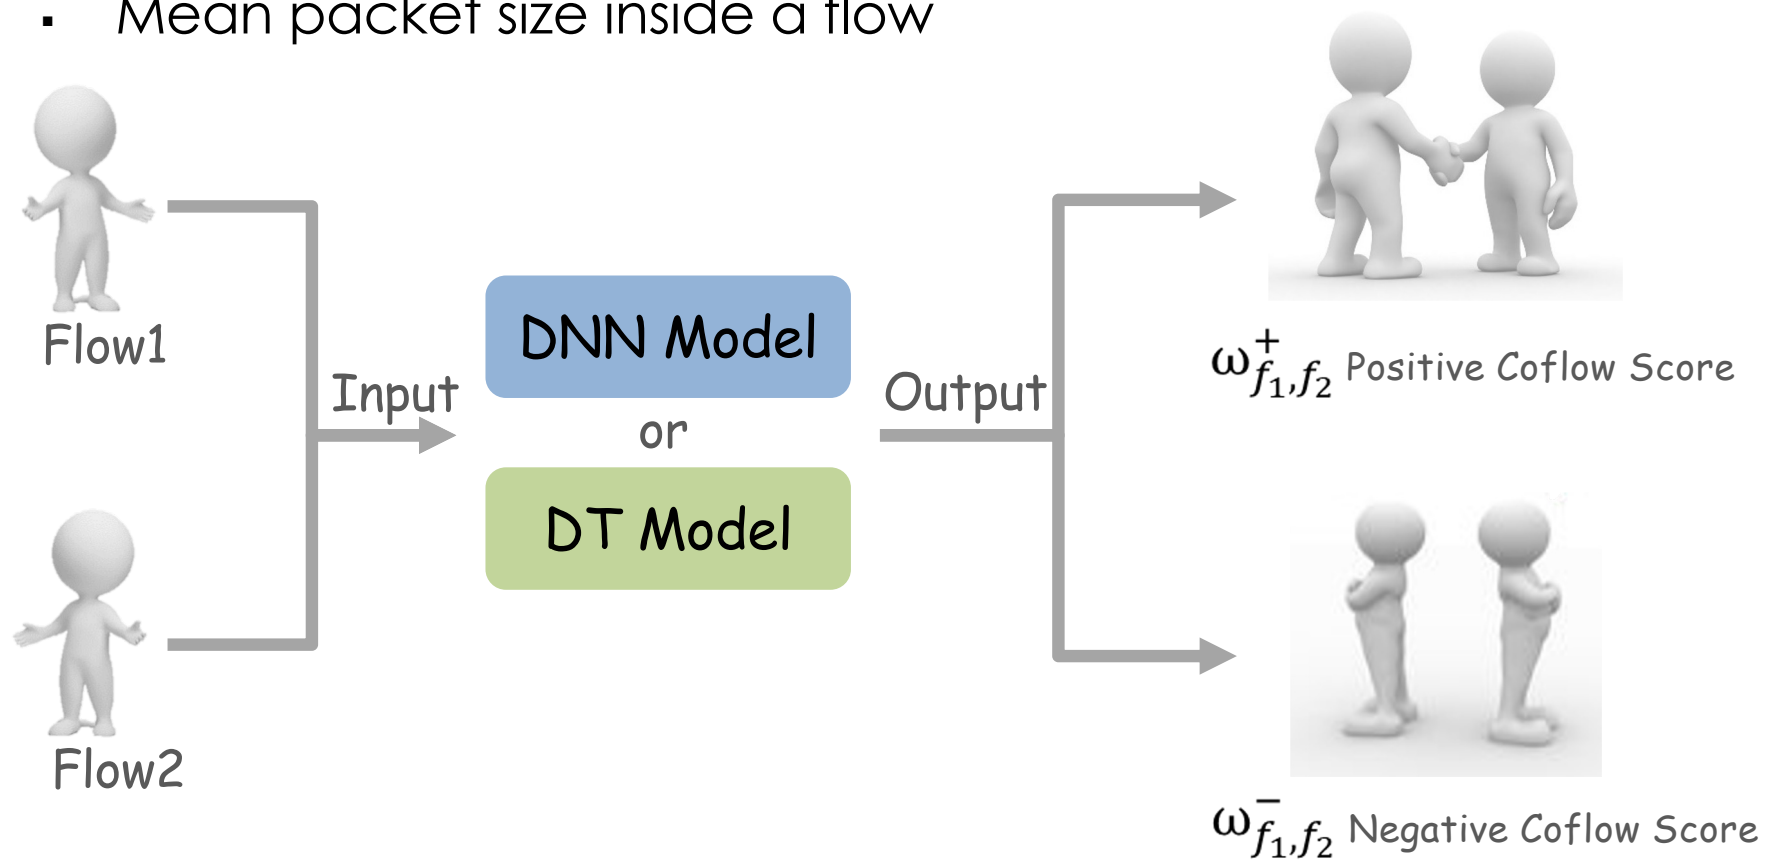 ▪ Mean packet size inside a flow
Flow1
Input
DNN Model
or
DT Model
Output
ω⁺f₁,f₂ Positive Coflow Score
Flow2
ω⁻f₁,f₂ Negative Coflow Score